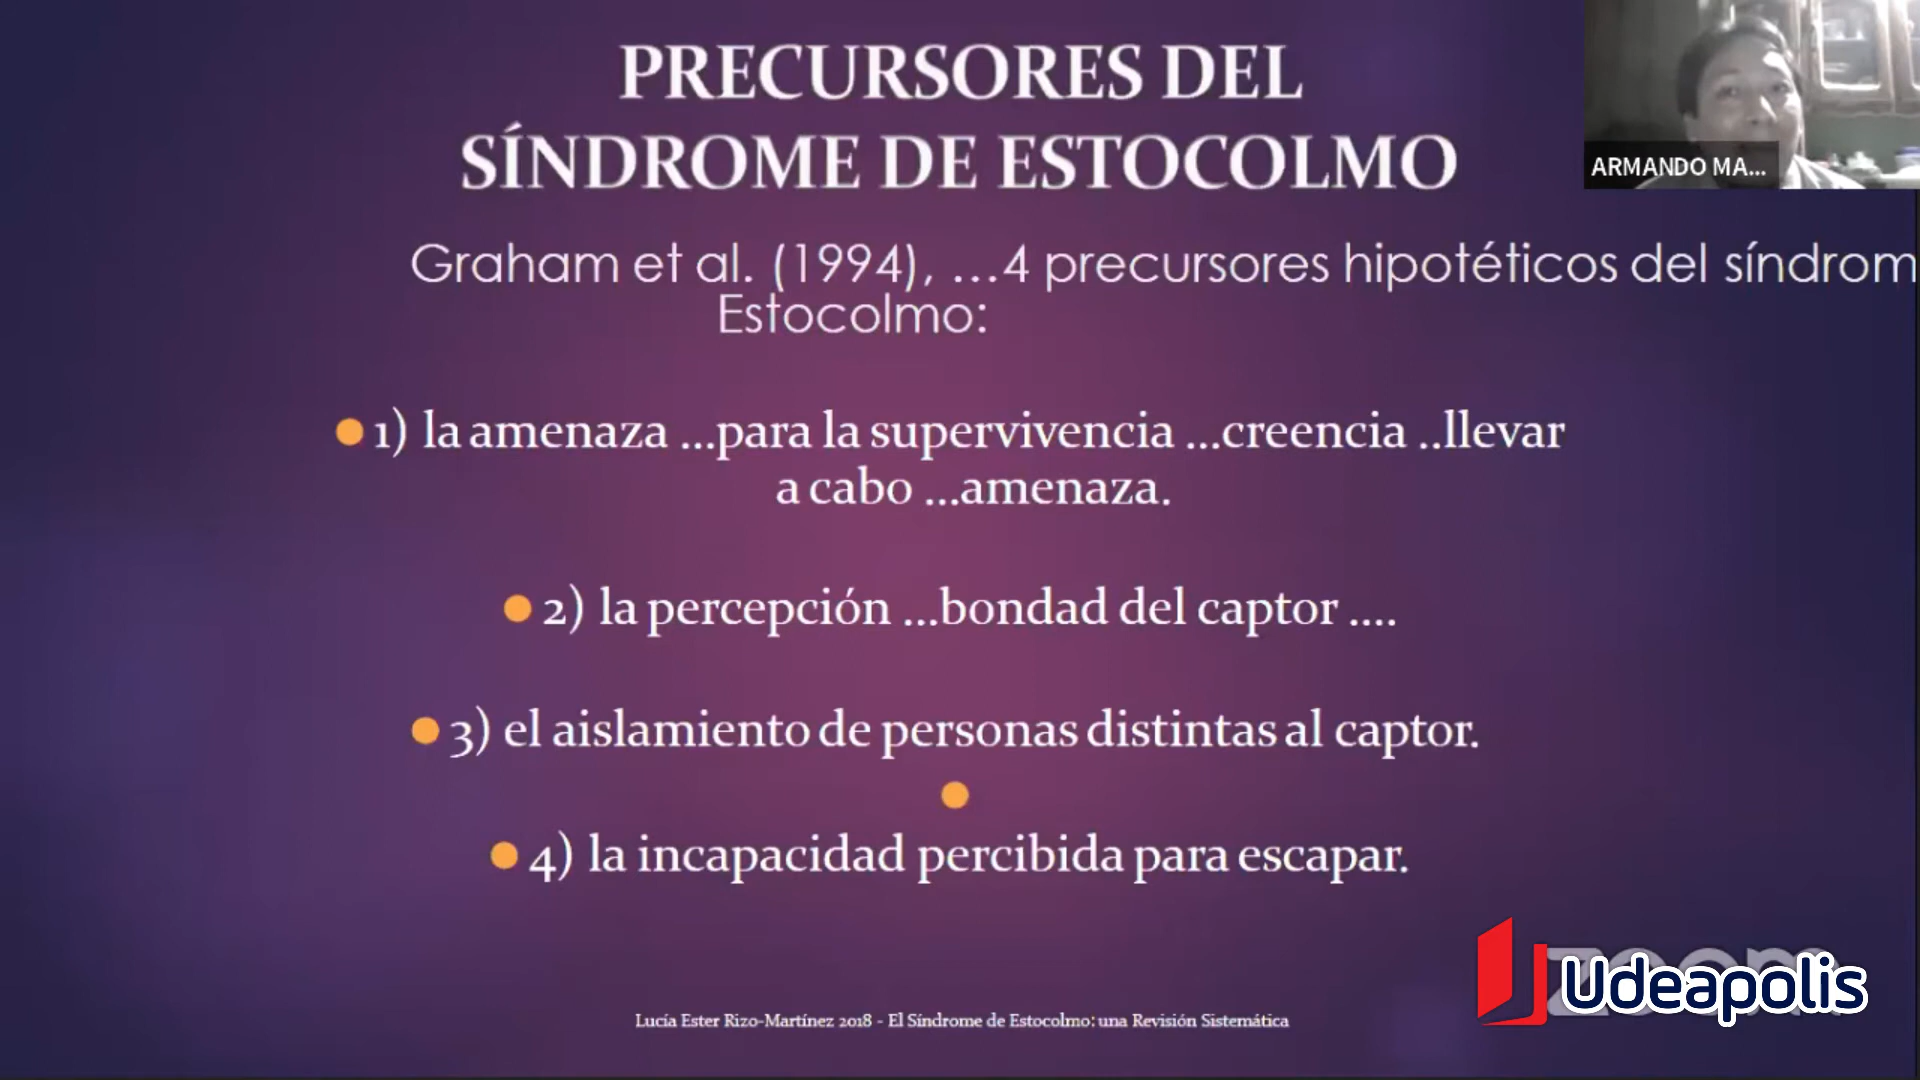 PRECURSORES DEL
SÍNDROME DE ESTOCOLMO
ARMANDO MA...
Graham et al. (1994), ...4 precursores hipotéticos del síndrom
Estocolmo:
1) la amenaza ...para la supervivencia ...creencia ..llevar
a cabo ...amenaza.
2) la percepción ...bondad del captor ....
3) el aislamiento de personas distintas al captor.
4) la incapacidad percibida para escapar.
zoom
Udeapolis
Lucía Ester Rizo-Martínez 2018 - El Síndrome de Estocolmo: una Revisión Sistemática